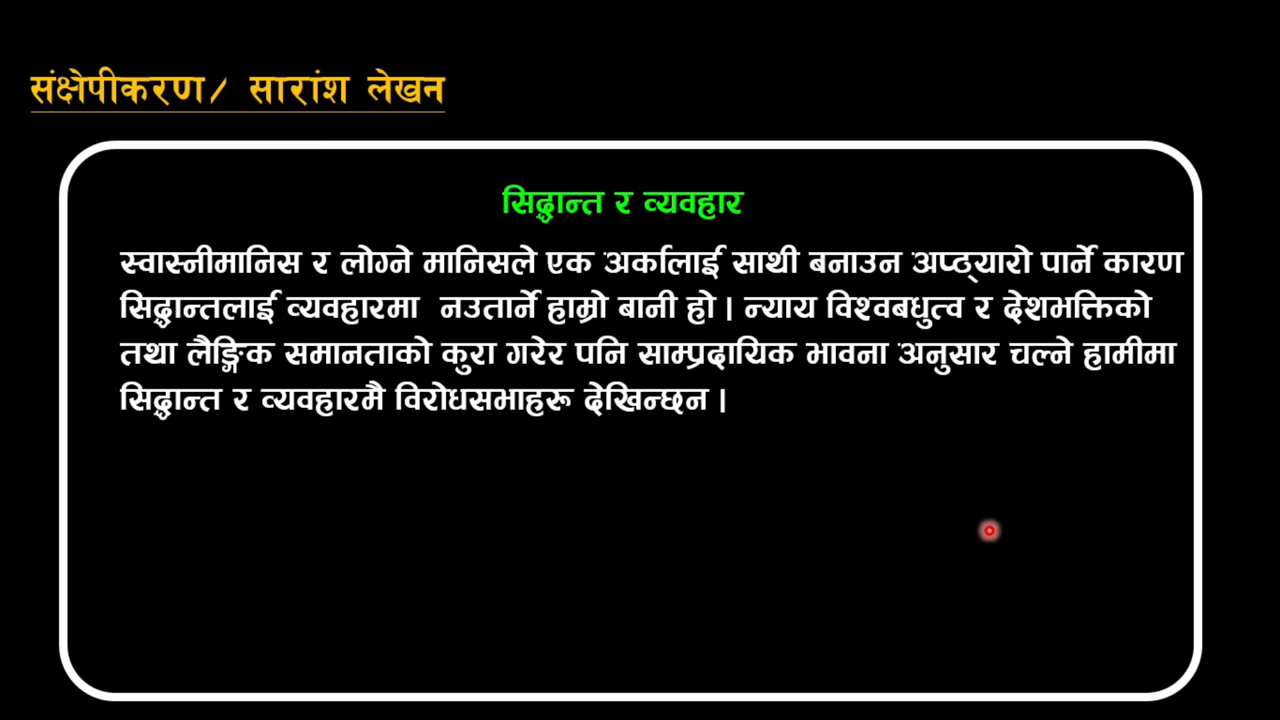 संक्षेपीकरण/ सारांश लेखन
सिद्धान्त र व्यवहार
स्वास्नीमानिस र लोग्ने मानिसले एक अर्कालाई साथी बनाउन अप्ठ्यारो पार्ने कारण
सिद्धान्तलाई व्यवहारमा नउतार्ने हाम्रो बानी हो । न्याय विश्वबधुत्व र देशभक्तिको
तथा लैङ्गिक समानताको कुरा गरेर पनि साम्प्रदायिक भावना अनुसार चल्ने हामीमा
सिद्धान्त र व्यवहारमै विरोधसभाहरू देखिन्छन ।